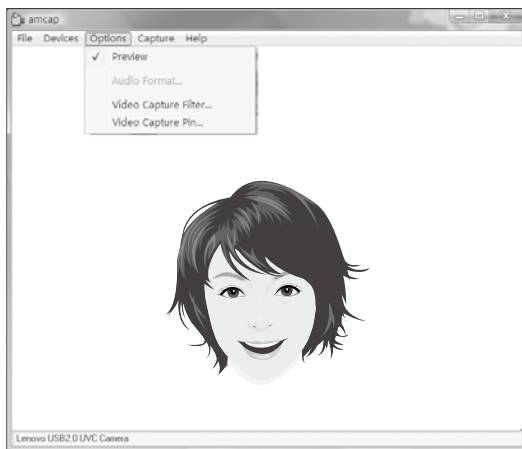 amcap
File Devices Options Capture Help
✓ Preview
Audio Format...
Video Capture Filter...
Video Capture Pin...
Lenovo USB2.0 UVC Camera